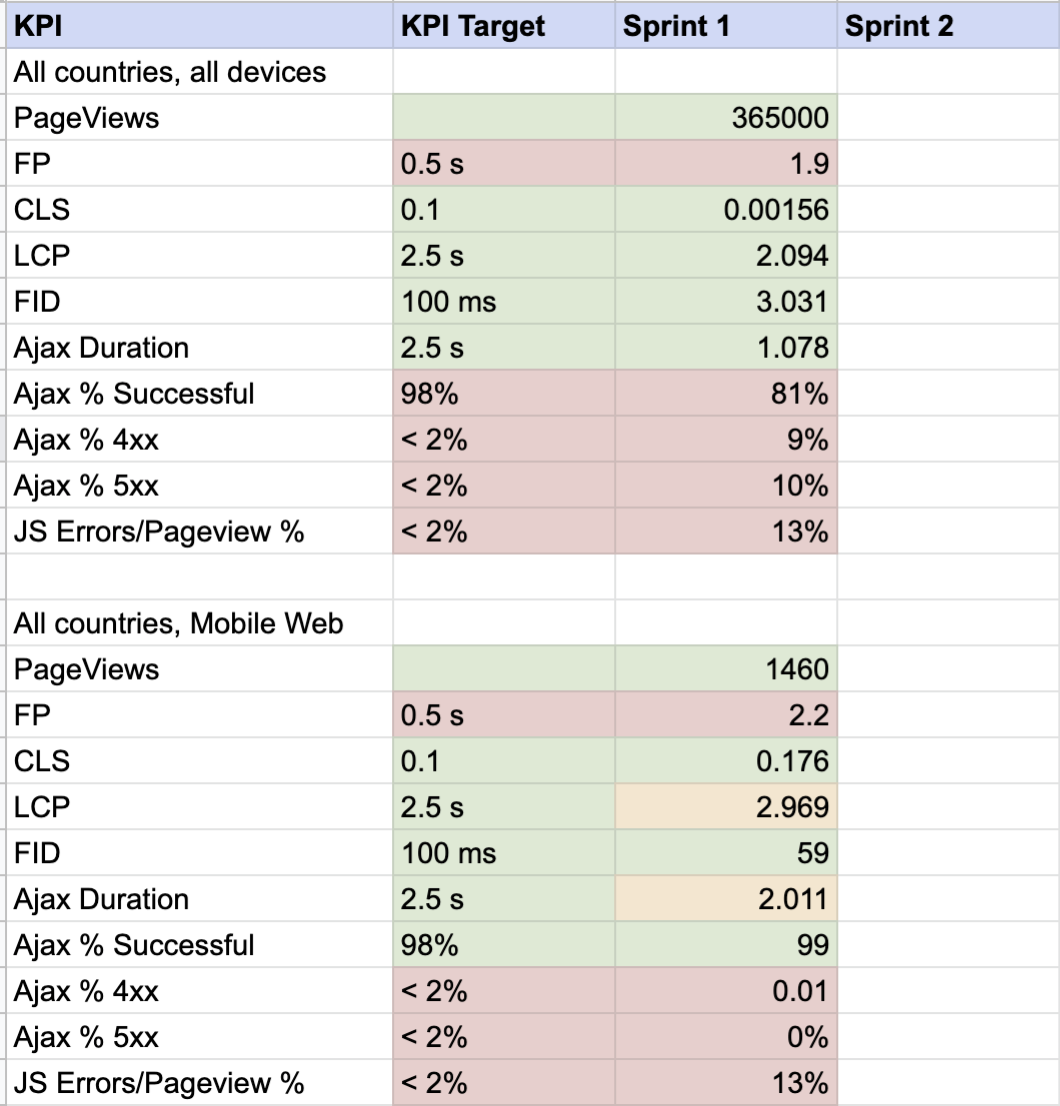 KPI KPI Target Sprint 1 Sprint 2
All countries, all devices
PageViews 365000
FP 0.5 s 1.9
CLS 0.1 0.00156
LCP 2.5 s 2.094
FID 100 ms 3.031
Ajax Duration 2.5 s 1.078
Ajax % Successful 98% 81%
Ajax % 4xx < 2% 9%
Ajax % 5xx < 2% 10%
JS Errors/Pageview % < 2% 13%
All countries, Mobile Web
PageViews 1460
FP 0.5 s 2.2
CLS 0.1 0.176
LCP 2.5 s 2.969
FID 100 ms 59
Ajax Duration 2.5 s 2.011
Ajax % Successful 98% 99
Ajax % 4xx < 2% 0.01
Ajax % 5xx < 2% 0%
JS Errors/Pageview % < 2% 13%